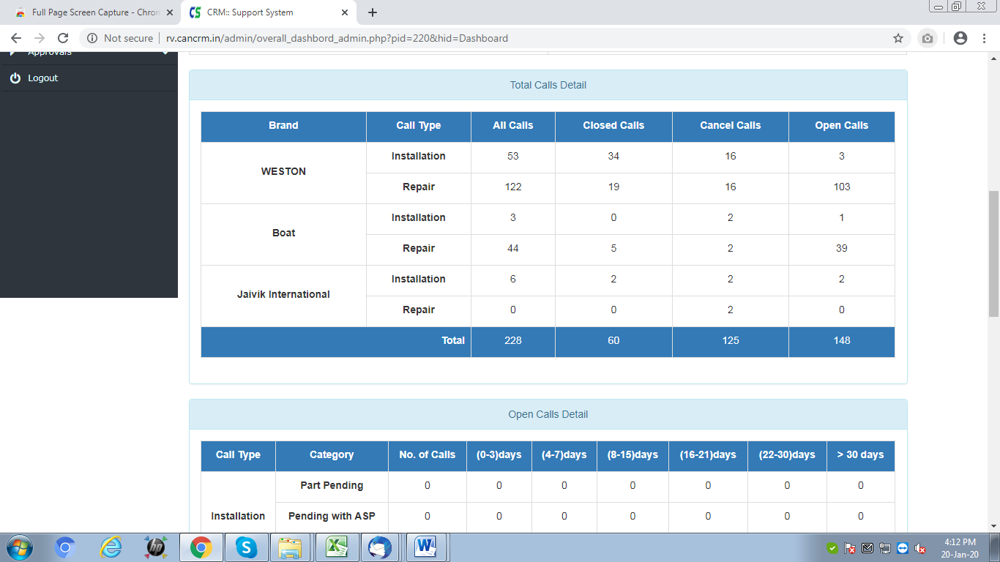 Full Page Screen Capture - Chron
CRM:: Support System
Not secure rv.cancrm.in/admin/overall_dashbord_admin.php?pid=220&hid=Dashboard
Approvals
Logout
Total Calls Detail
Brand Call Type All Calls Closed Calls Cancel Calls Open Calls
WESTON
Installation 53 34 16 3
Repair 122 19 16 103
Boat
Installation 3 0 2 1
Repair 44 5 2 39
Jaivik International
Installation 6 2 2 2
Repair 0 0 2 0
Total 228 60 125 148
Open Calls Detail
Call Type Category No. of Calls (0-3)days (4-7)days (8-15)days (16-21)days (22-30)days > 30 days
Part Pending 0 0 0 0 0 0 0
Installation Pending with ASP 0 0 0 0 0 0 0
4:12 PM
20-Jan-20